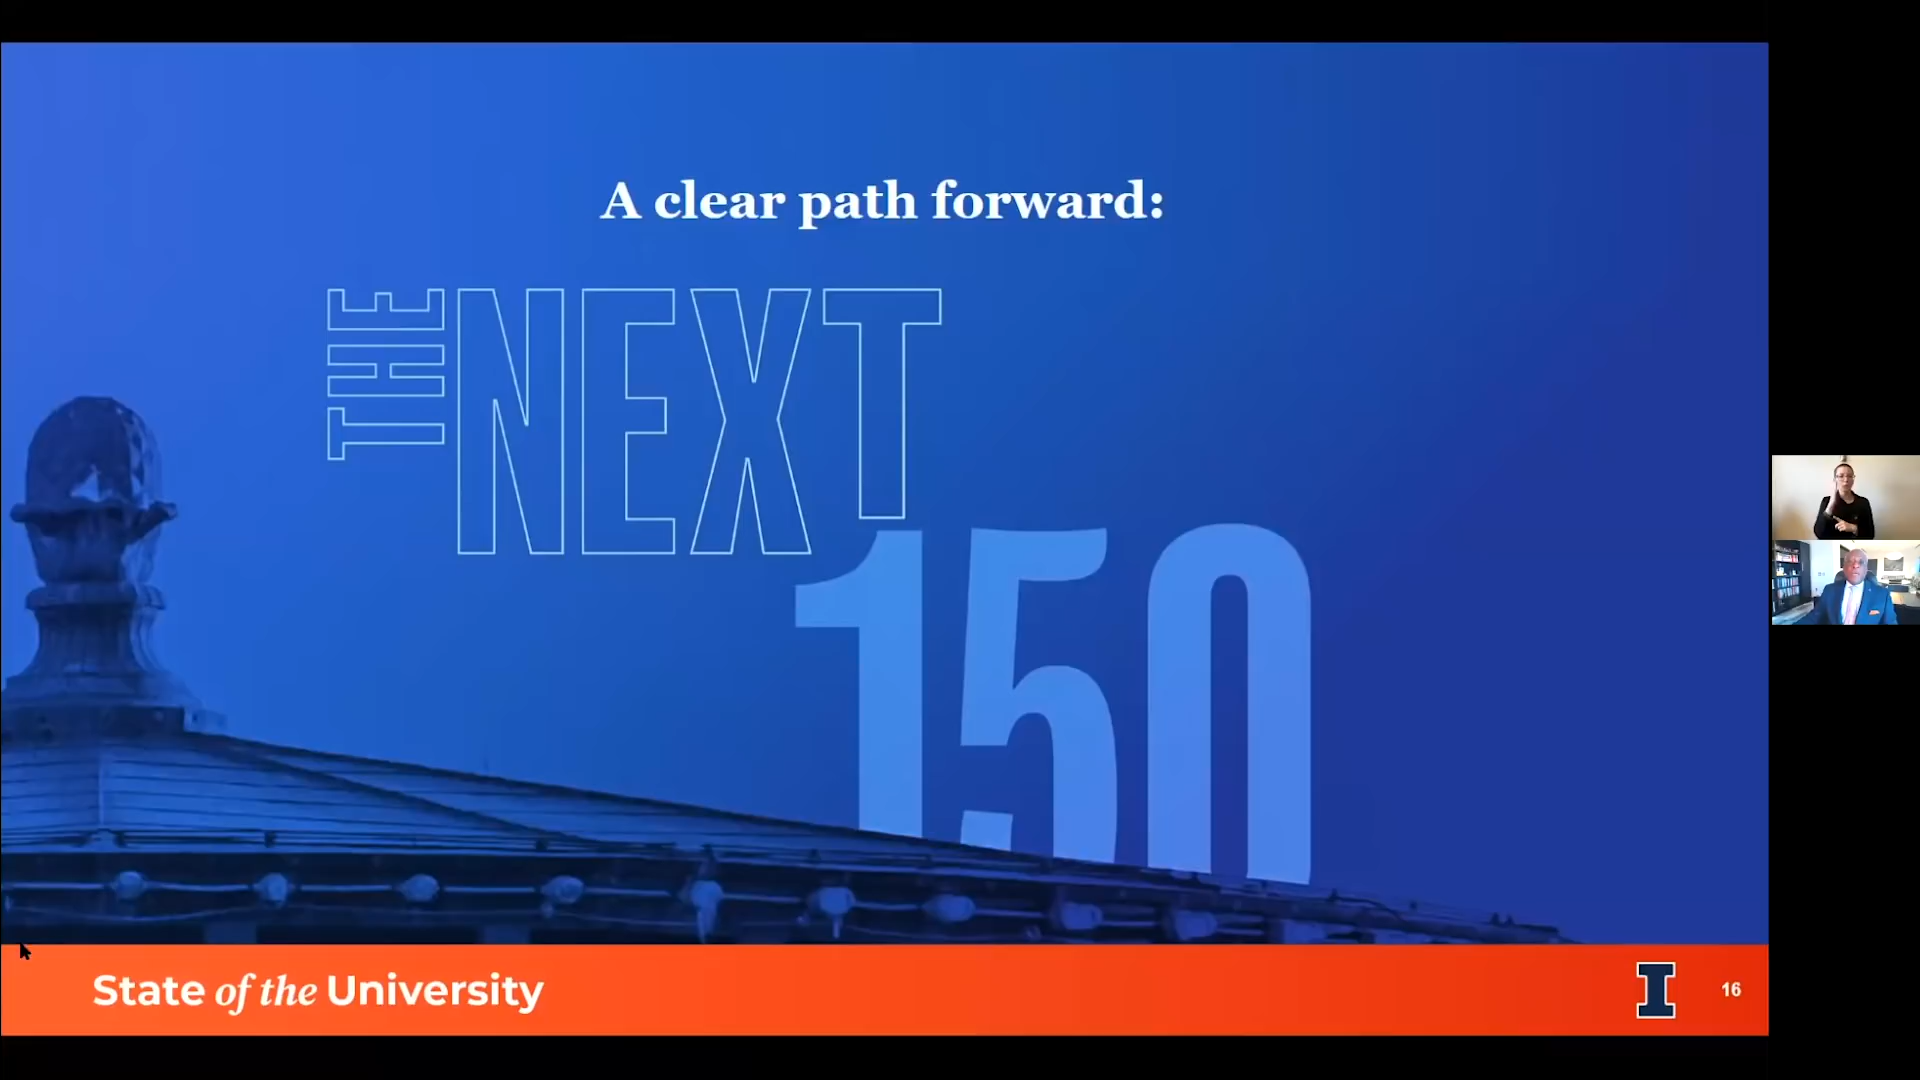 A clear path forward:
THE NEXT
150
State of the University
I
16